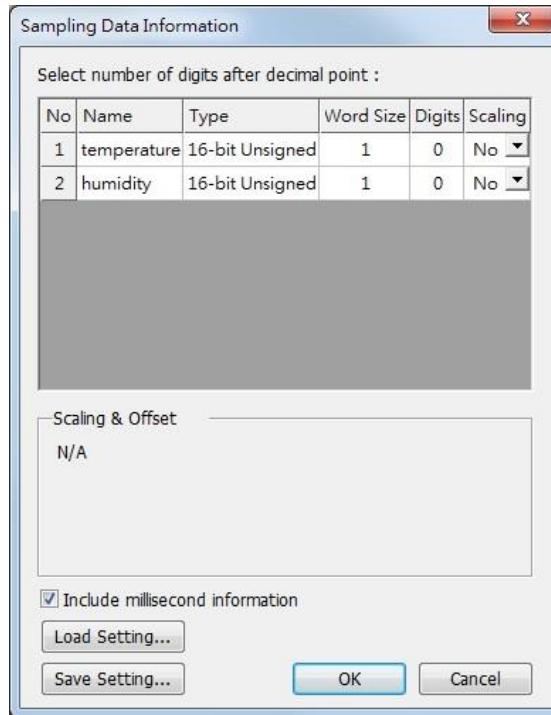 Sampling Data Information
Select number of digits after decimal point :
No Name Type Word Size Digits Scaling
1 temperature 16-bit Unsigned 1 0 No
2 humidity 16-bit Unsigned 1 0 No
Scaling & Offset
N/A
Include millisecond information
Load Setting...
Save Setting... OK Cancel